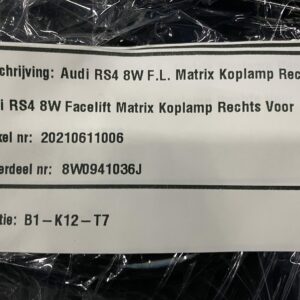 chrijving: Audi RS4 8W F.L. Matrix Koplamp Rec
i RS4 8W Facelift Matrix Koplamp Rechts Voor
kel nr: 20210611006
erdeel nr: 8W0941036J
tie: B1-K12-T7